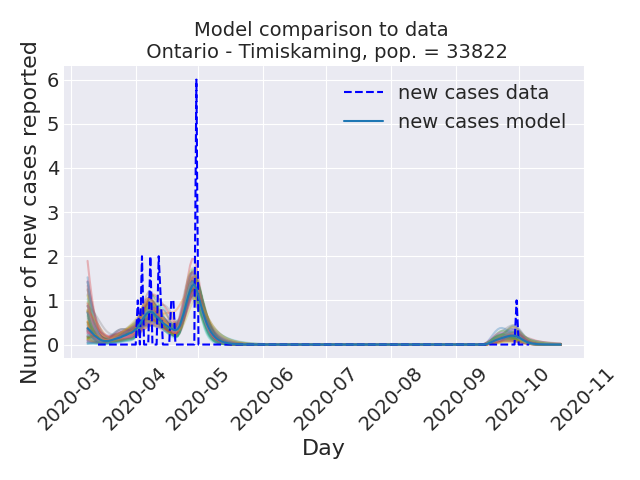 Model comparison to data
Ontario - Timiskaming, pop. = 33822
Number of new cases reported
6
5
4
3
2
1
0
new cases data
new cases model
2020-03
2020-04
2020-05
2020-06
2020-07
2020-08
2020-09
2020-10
2020-11
Day